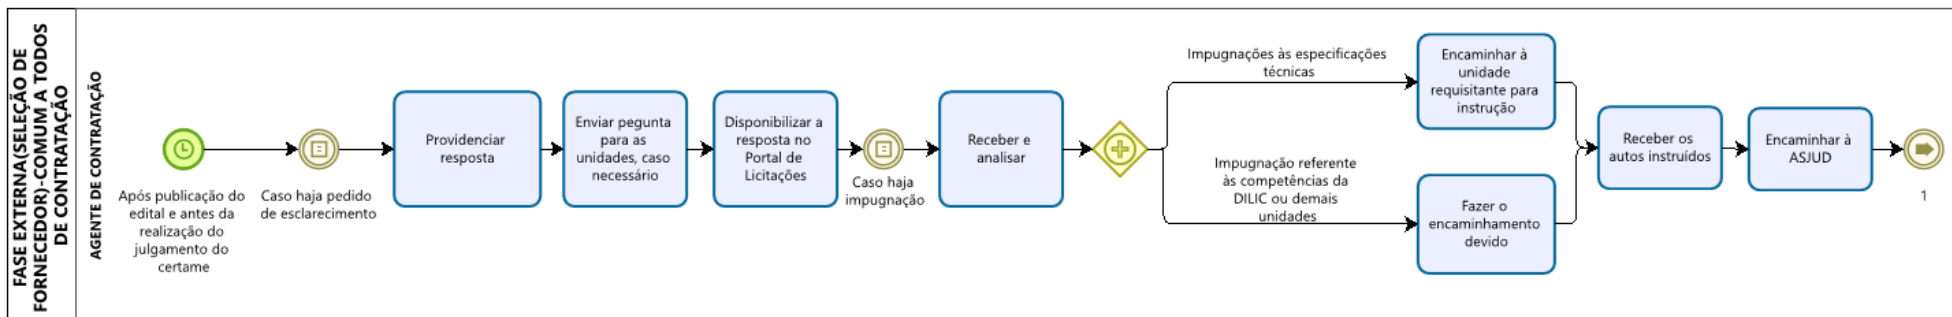 FASE EXTERNA(SELEÇÃO DE
FORNECEDOR)-COMUM A TODOS
DE CONTRATAÇÃO
AGENTE DE CONTRATAÇÃO
Após publicação do
edital e antes da
realização do
julgamento do
certame
Caso haja pedido
de esclarecimento
Providenciar
resposta
Enviar pegunta
para as
unidades, caso
necessário
Disponibilizar a
resposta no
Portal de
Licitações
Caso haja
impugnação
Receber e
analisar
Impugnações às especificações
técnicas
Impugnação referente
às competências da
DILIC ou demais
unidades
Encaminhar à
unidade
requisitante para
instrução
Fazer o
encaminhamento
devido
Receber os
autos instruídos
Encaminhar à
ASJUD
1